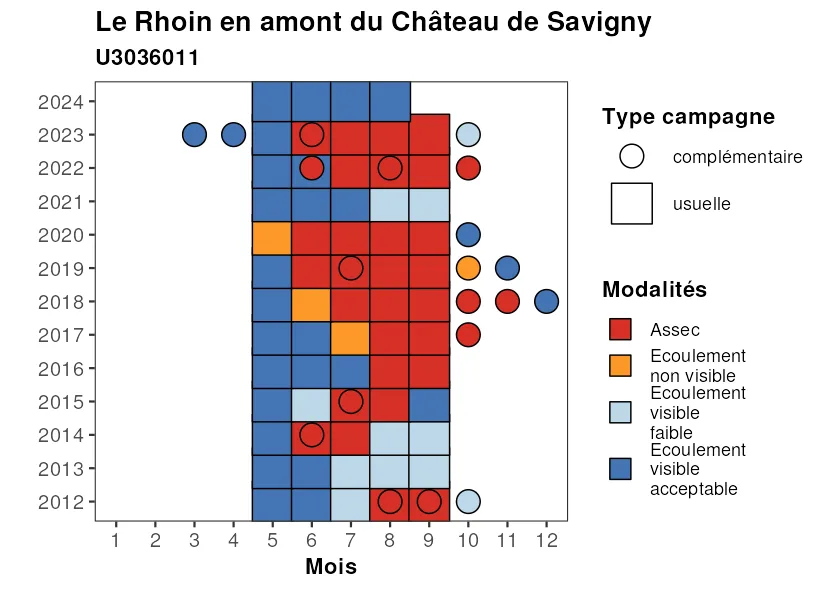 Le Rhoin en amont du Château de Savigny
U3036011
2024
2023
2022
2021
2020
2019
2018
2017
2016
2015
2014
2013
2012
1 2 3 4 5 6 7 8 9 10 11 12
Mois
Type campagne
complémentaire
usuelle
Modalités
Assec
Ecoulement
non visible
Ecoulement
visible
faible
Ecoulement
visible
acceptable